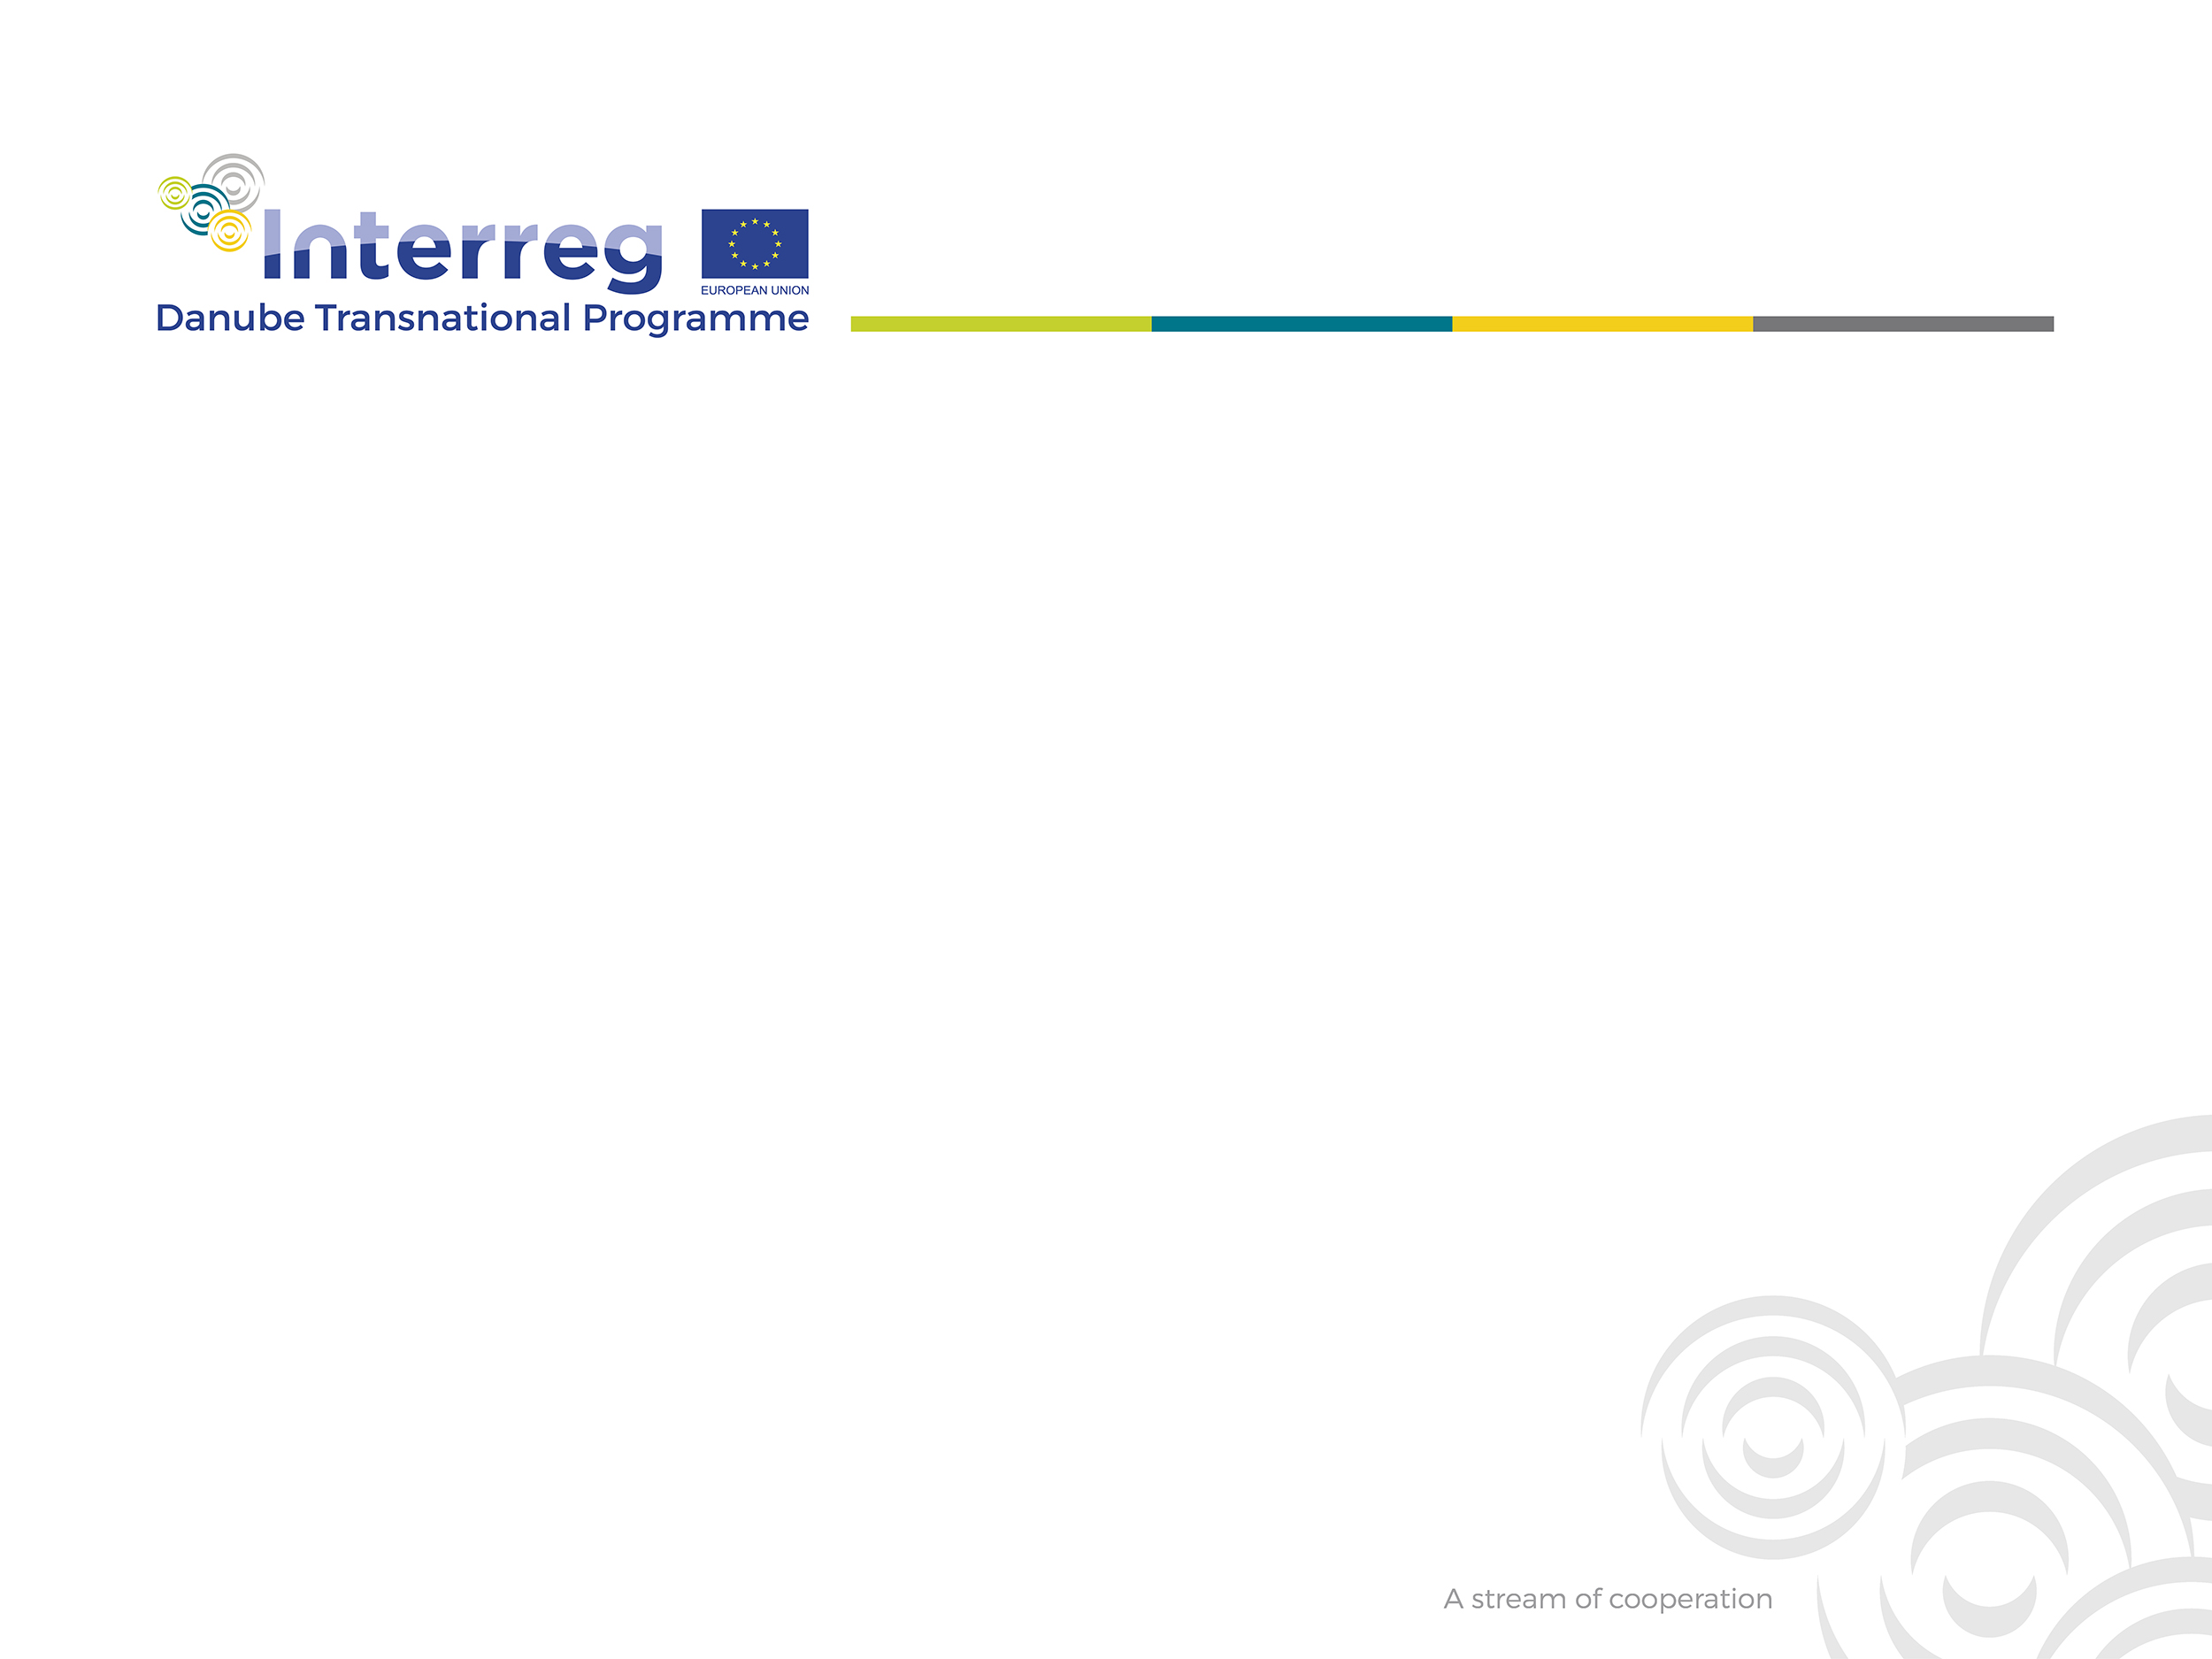 Interreg
EUROPEAN UNION
Danube Transnational Programme
A stream of cooperation